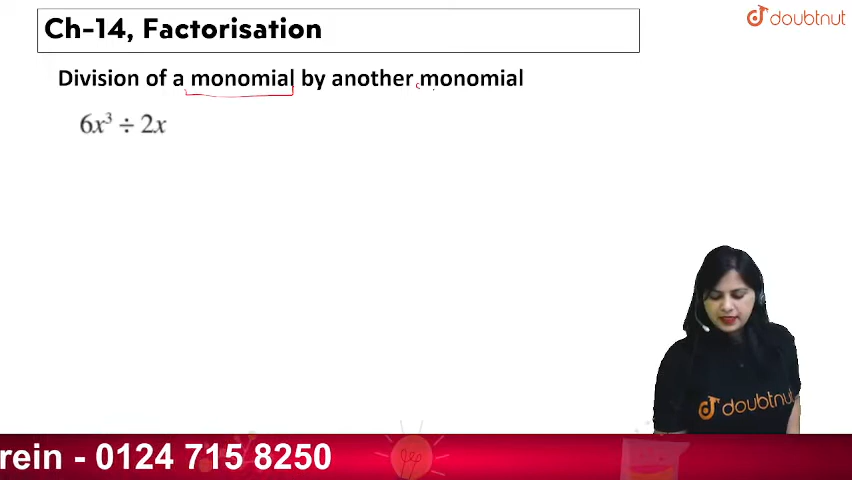 doubtnut
Ch-14, Factorisation
Division of a monomial by another monomial
6x³ ÷ 2x
doubtnut
rein - 0124 715 8250